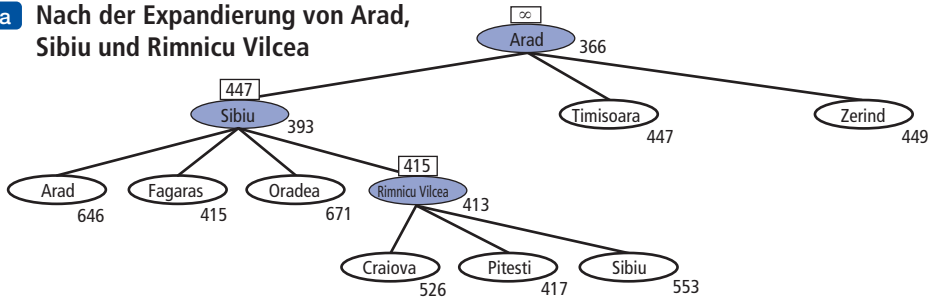 a Nach der Expandierung von Arad,
Sibiu und Rimnicu Vilcea
∞
Arad
366
447
Sibiu
393
Timisoara
447
Zerind
449
415
Arad
646
Fagaras
415
Oradea
671
Rimnicu Vilcea
413
Craiova
526
Pitesti
417
Sibiu
553